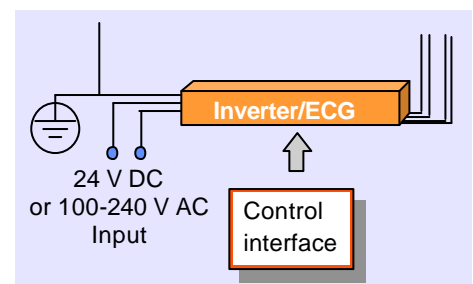 Inverter/ECG
24 V DC
or 100-240 V AC
Input
Control
interface